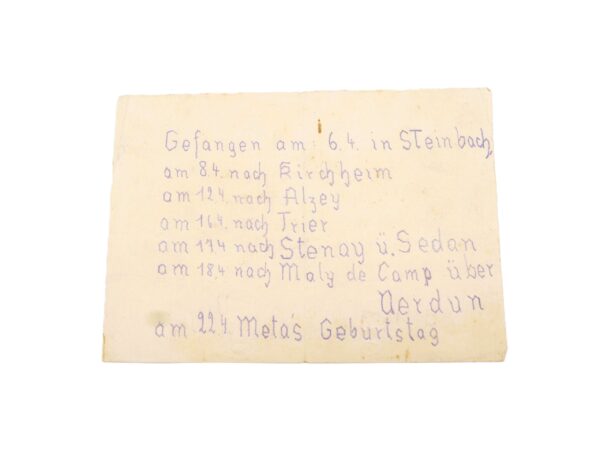 Gefangen am 6.4. in Steinbach,
am 8.4. nach Kirchheim
am 12.4. nach Alzey
am 16.4. nach Trier
am 17.4. nach Stenay ü. Sedan
am 18.4. nach Maly de Camp über
Verdun
am 22.4. Meta's Geburtstag